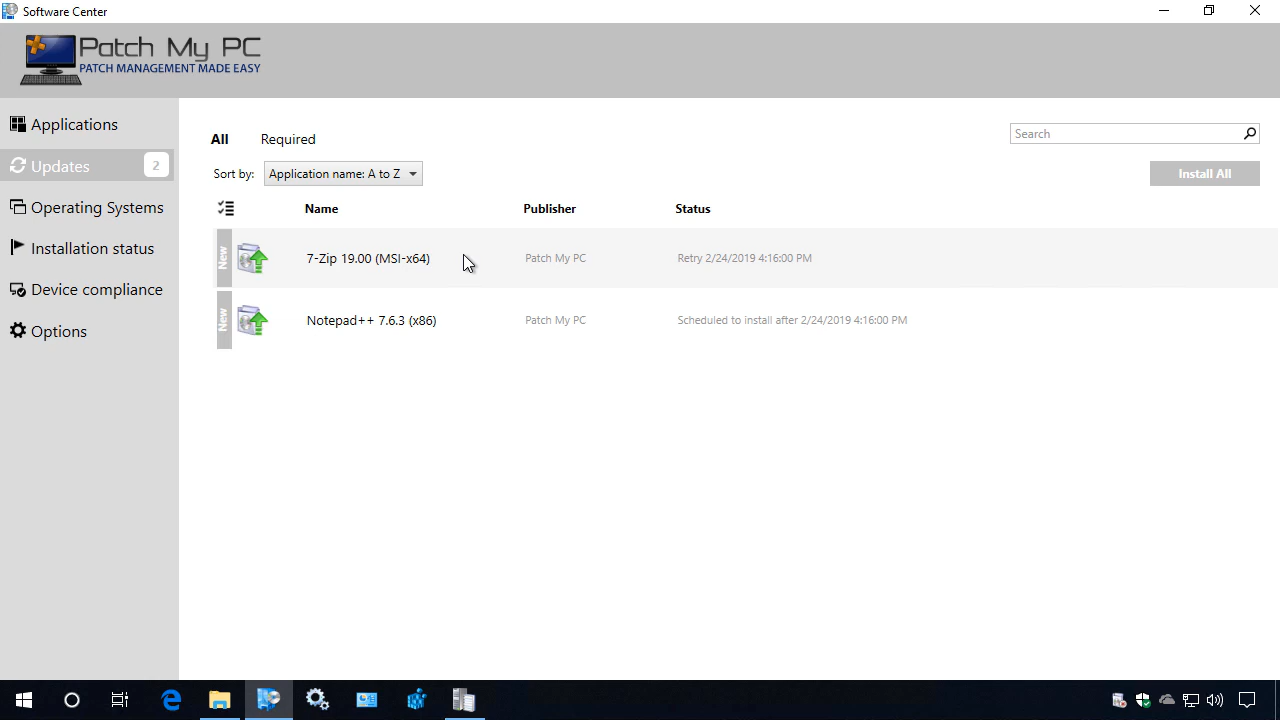 Software Center
Patch My PC
PATCH MANAGEMENT MADE EASY
Applications
Updates 2
Operating Systems
Installation status
Device compliance
Options
All Required
Search
Sort by: Application name: A to Z
Install All
Name Publisher Status
New 7-Zip 19.00 (MSI-x64) Patch My PC Retry 2/24/2019 4:16:00 PM
New Notepad++ 7.6.3 (x86) Patch My PC Scheduled to install after 2/24/2019 4:16:00 PM